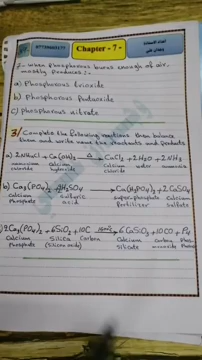 07739605177
Chapter - 7 -
2- when Phosphorous burns enough of air
mostly Produces :-
a) Phosphorous trioxide
b) Phosphorous Pentaoxide
c) phosphorous nitrate
3) Complete the following reactions then balance
them and write name the reactants and products
a) 2NH4Cl + Ca(OH)2 → CaCl2 + 2H2O + 2NH3
ammonium Calcium Calcium water ammonia
chloride hydroxide chloride
b) Ca3(PO4)2 + 2H2SO4 → Ca(H2PO4)2 + 2CaSO4
Calcium Sulfuric super-phosphate Calcium
Phosphate acid Fertilizer Sulfate
c) 2Ca3(PO4)2 + 6SiO2 + 10C → 6CaSiO3 + 10CO + P4
Calcium Silica Carbon Calcium Carbon Phos
Phosphate (Silicon oxide) Silicate monoxide